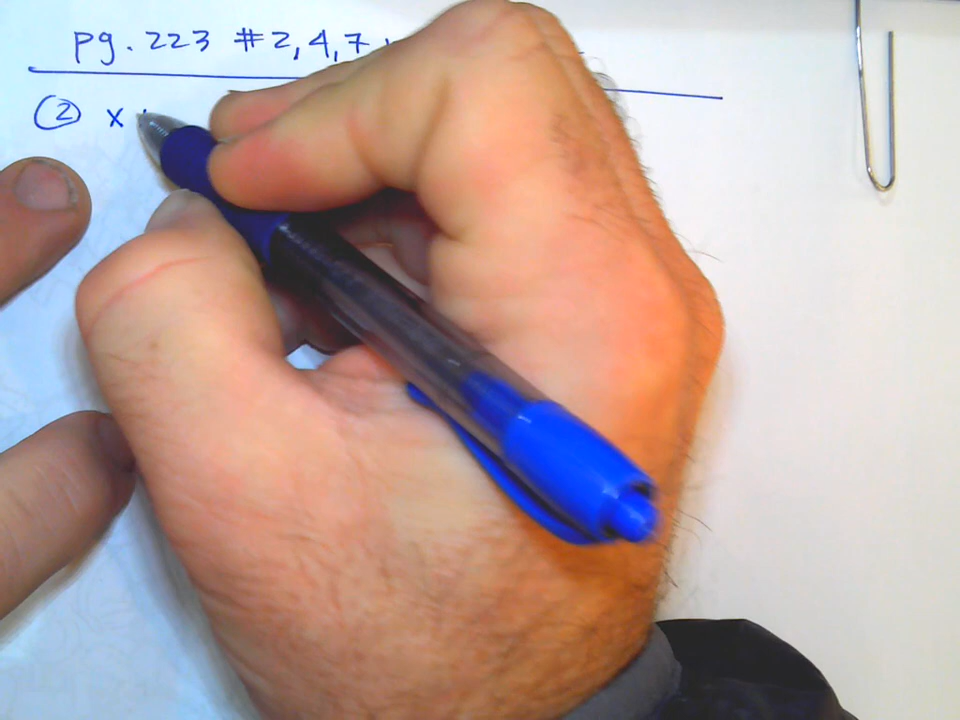 pg. 223 #2,4,7
② x